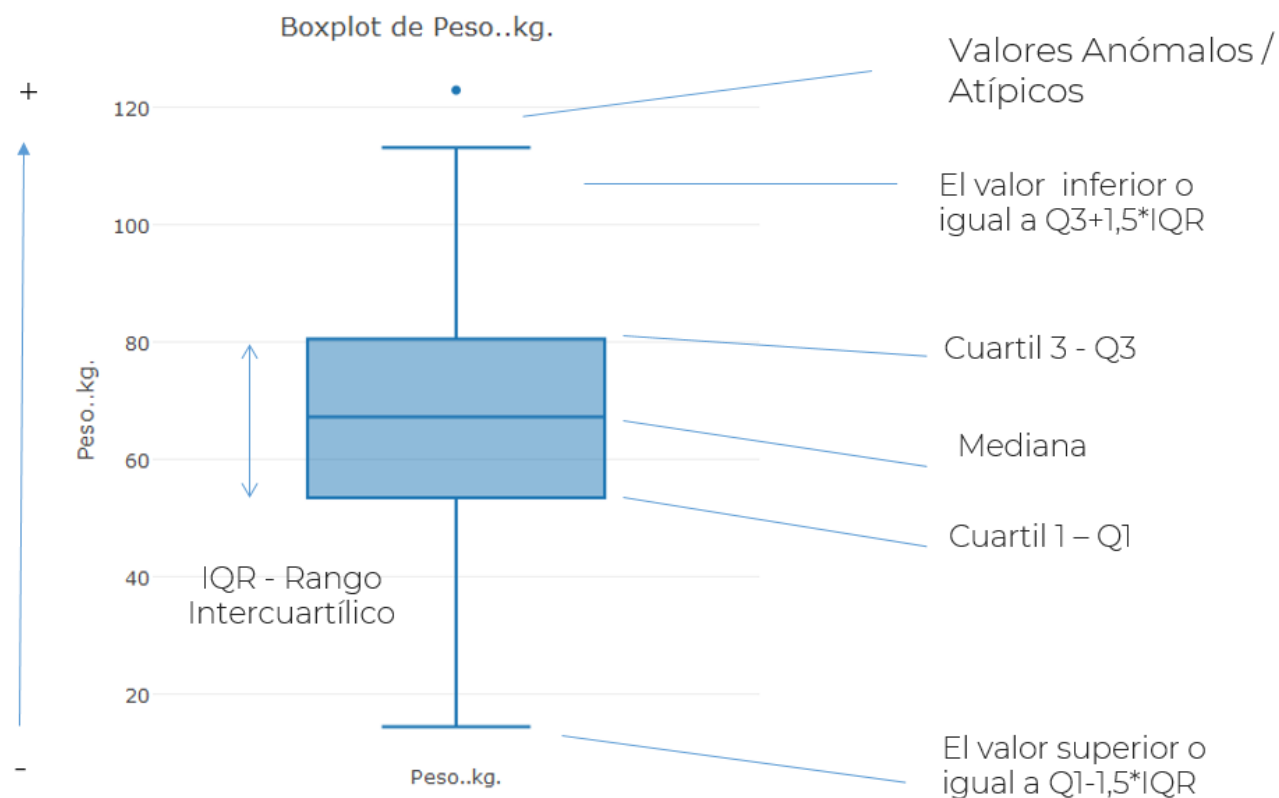 Boxplot de Peso..kg.
Valores Anómalos /
Atípicos
+
120
El valor  inferior o
igual a Q3+1,5*IQR
100
80
Cuartil 3 - Q3
Peso..kg.
Mediana
60
Cuartil 1 – Q1
40
IQR - Rango
Intercuartílico
20
El valor superior o
igual a Q1-1,5*IQR
-
Peso..kg.